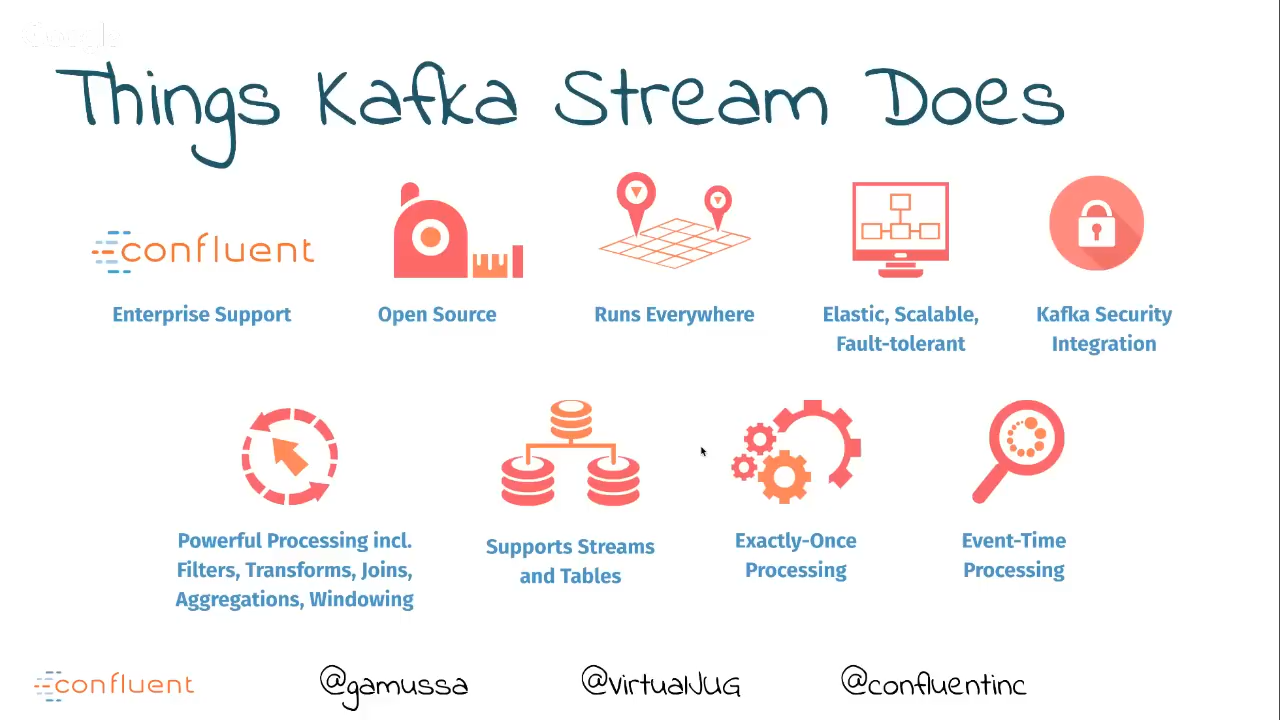 Google
Things Kafka Stream Does
confluent
Enterprise Support
Open Source
Runs Everywhere
Elastic, Scalable,
Fault-tolerant
Kafka Security
Integration
Powerful Processing incl.
Filters, Transforms, Joins,
Aggregations, Windowing
Supports Streams
and Tables
Exactly-Once
Processing
Event-Time
Processing
confluent
@gamussa
@virtualJUG
@confluentinc